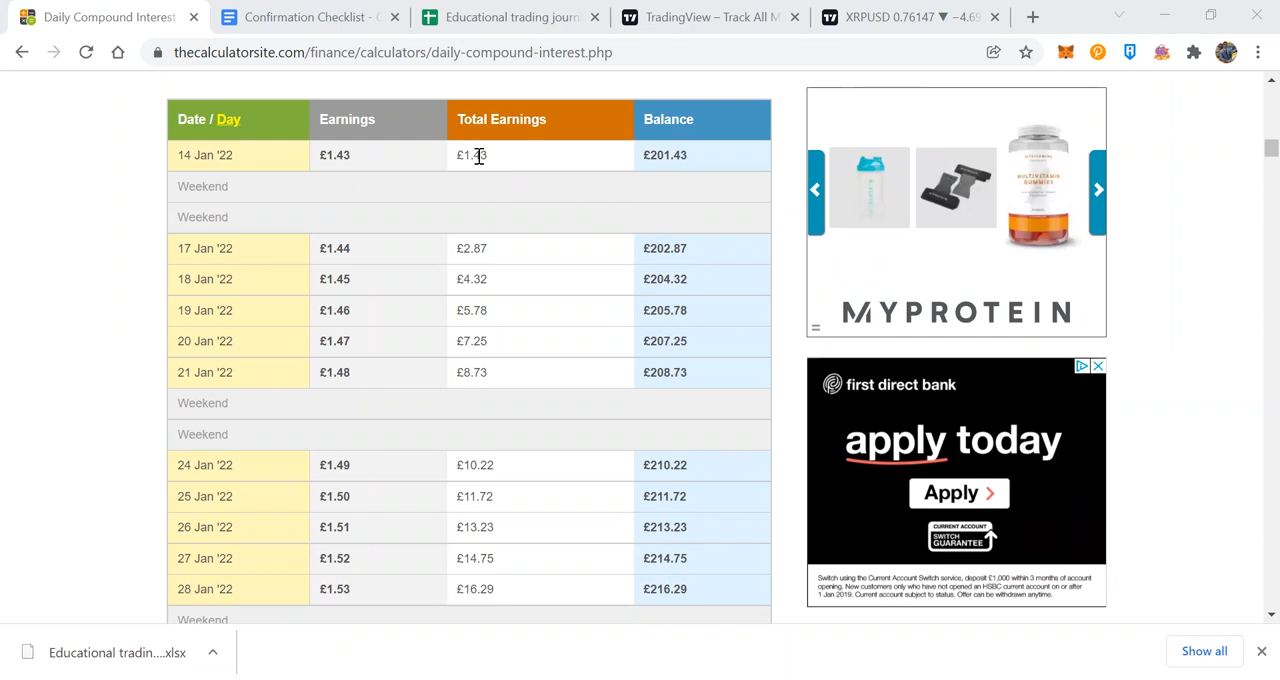 Daily Compound Interest
Confirmation Checklist - G
Educational trading journ
TradingView – Track All M
XRPUSD 0.76147 ▼ −4.69
thecalculatorsite.com/finance/calculators/daily-compound-interest.php
Date / Day Earnings Total Earnings Balance
14 Jan '22 £1.43 £1.43 £201.43
Weekend
Weekend
17 Jan '22 £1.44 £2.87 £202.87
18 Jan '22 £1.45 £4.32 £204.32
19 Jan '22 £1.46 £5.78 £205.78
20 Jan '22 £1.47 £7.25 £207.25
21 Jan '22 £1.48 £8.73 £208.73
Weekend
Weekend
24 Jan '22 £1.49 £10.22 £210.22
25 Jan '22 £1.50 £11.72 £211.72
26 Jan '22 £1.51 £13.23 £213.23
27 Jan '22 £1.52 £14.75 £214.75
28 Jan '22 £1.53 £16.29 £216.29
Weekend
MYPROTEIN
MULTIVITAMIN
GUMMIES
MYPROTEIN
first direct bank
apply today
Apply
CURRENT ACCOUNT
SWITCH
GUARANTEE
Switch using the Current Account Switch service, deposit £1,000 within 3 months of account
opening. New customers only who have not opened an HSBC current account on or after
1 Jan 2019. Current account subject to status. Offer can be withdrawn anytime.
Educational tradin....xlsx
Show all